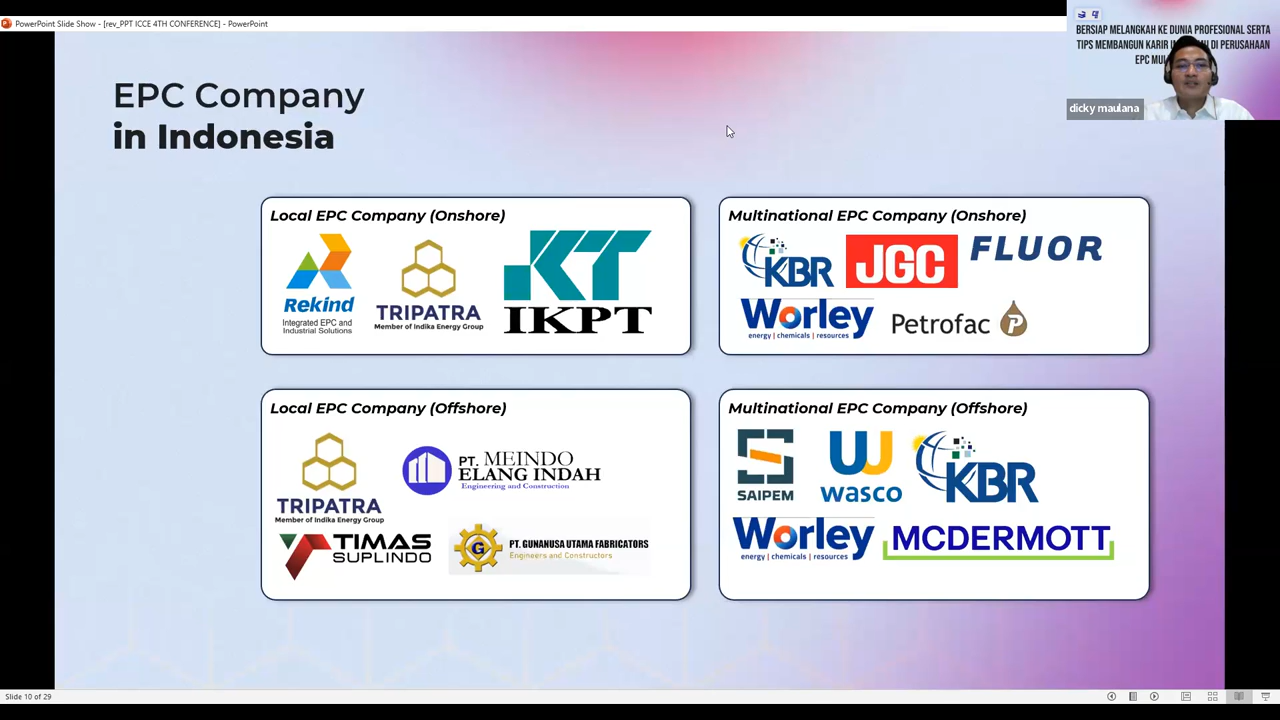 PowerPoint Slide Show - [rev_PPT ICCE 4TH CONFERENCE] - PowerPoint
BERSIAP MELANGKAH KE DUNIA PROFESIONAL SERTA
TIPS MEMBANGUN KARIR DI PERUSAHAAN
EPC
dicky maulana
EPC Company
in Indonesia
Local EPC Company (Onshore)
Rekind
Integrated EPC and
Industrial Solutions
TRIPATRA
Member of Indika Energy Group
KT
IKPT
Multinational EPC Company (Onshore)
KBR
JGC
FLUOR
Worley
energy | chemicals | resources
Petrofac
P
Local EPC Company (Offshore)
TRIPATRA
Member of Indika Energy Group
PT. MEINDO
ELANG INDAH
Engineering and Construction
TIMAS
SUPLINDO
G
PT. GUNANUSA UTAMA FABRICATORS
Engineers and Constructors
Multinational EPC Company (Offshore)
SAIPEM
wasco
KBR
Worley
energy | chemicals | resources
MCDERMOTT
Slide 10 of 29